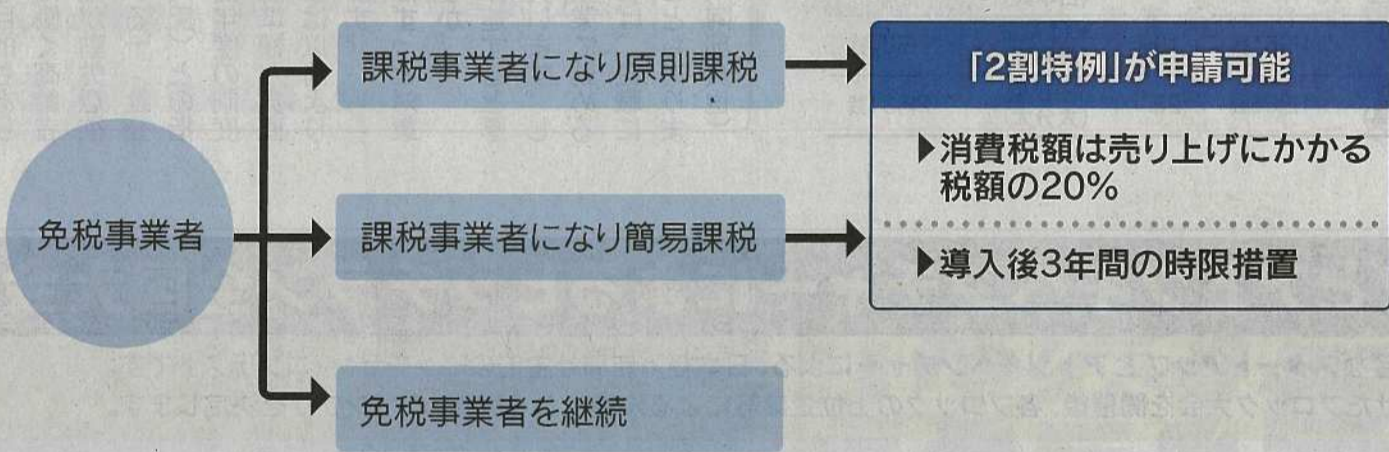 免税事業者
課税事業者になり原則課税
課税事業者になり簡易課税
免税事業者を継続
「2割特例」が申請可能
▶消費税額は売り上げにかかる
税額の20%
▶導入後3年間の時限措置